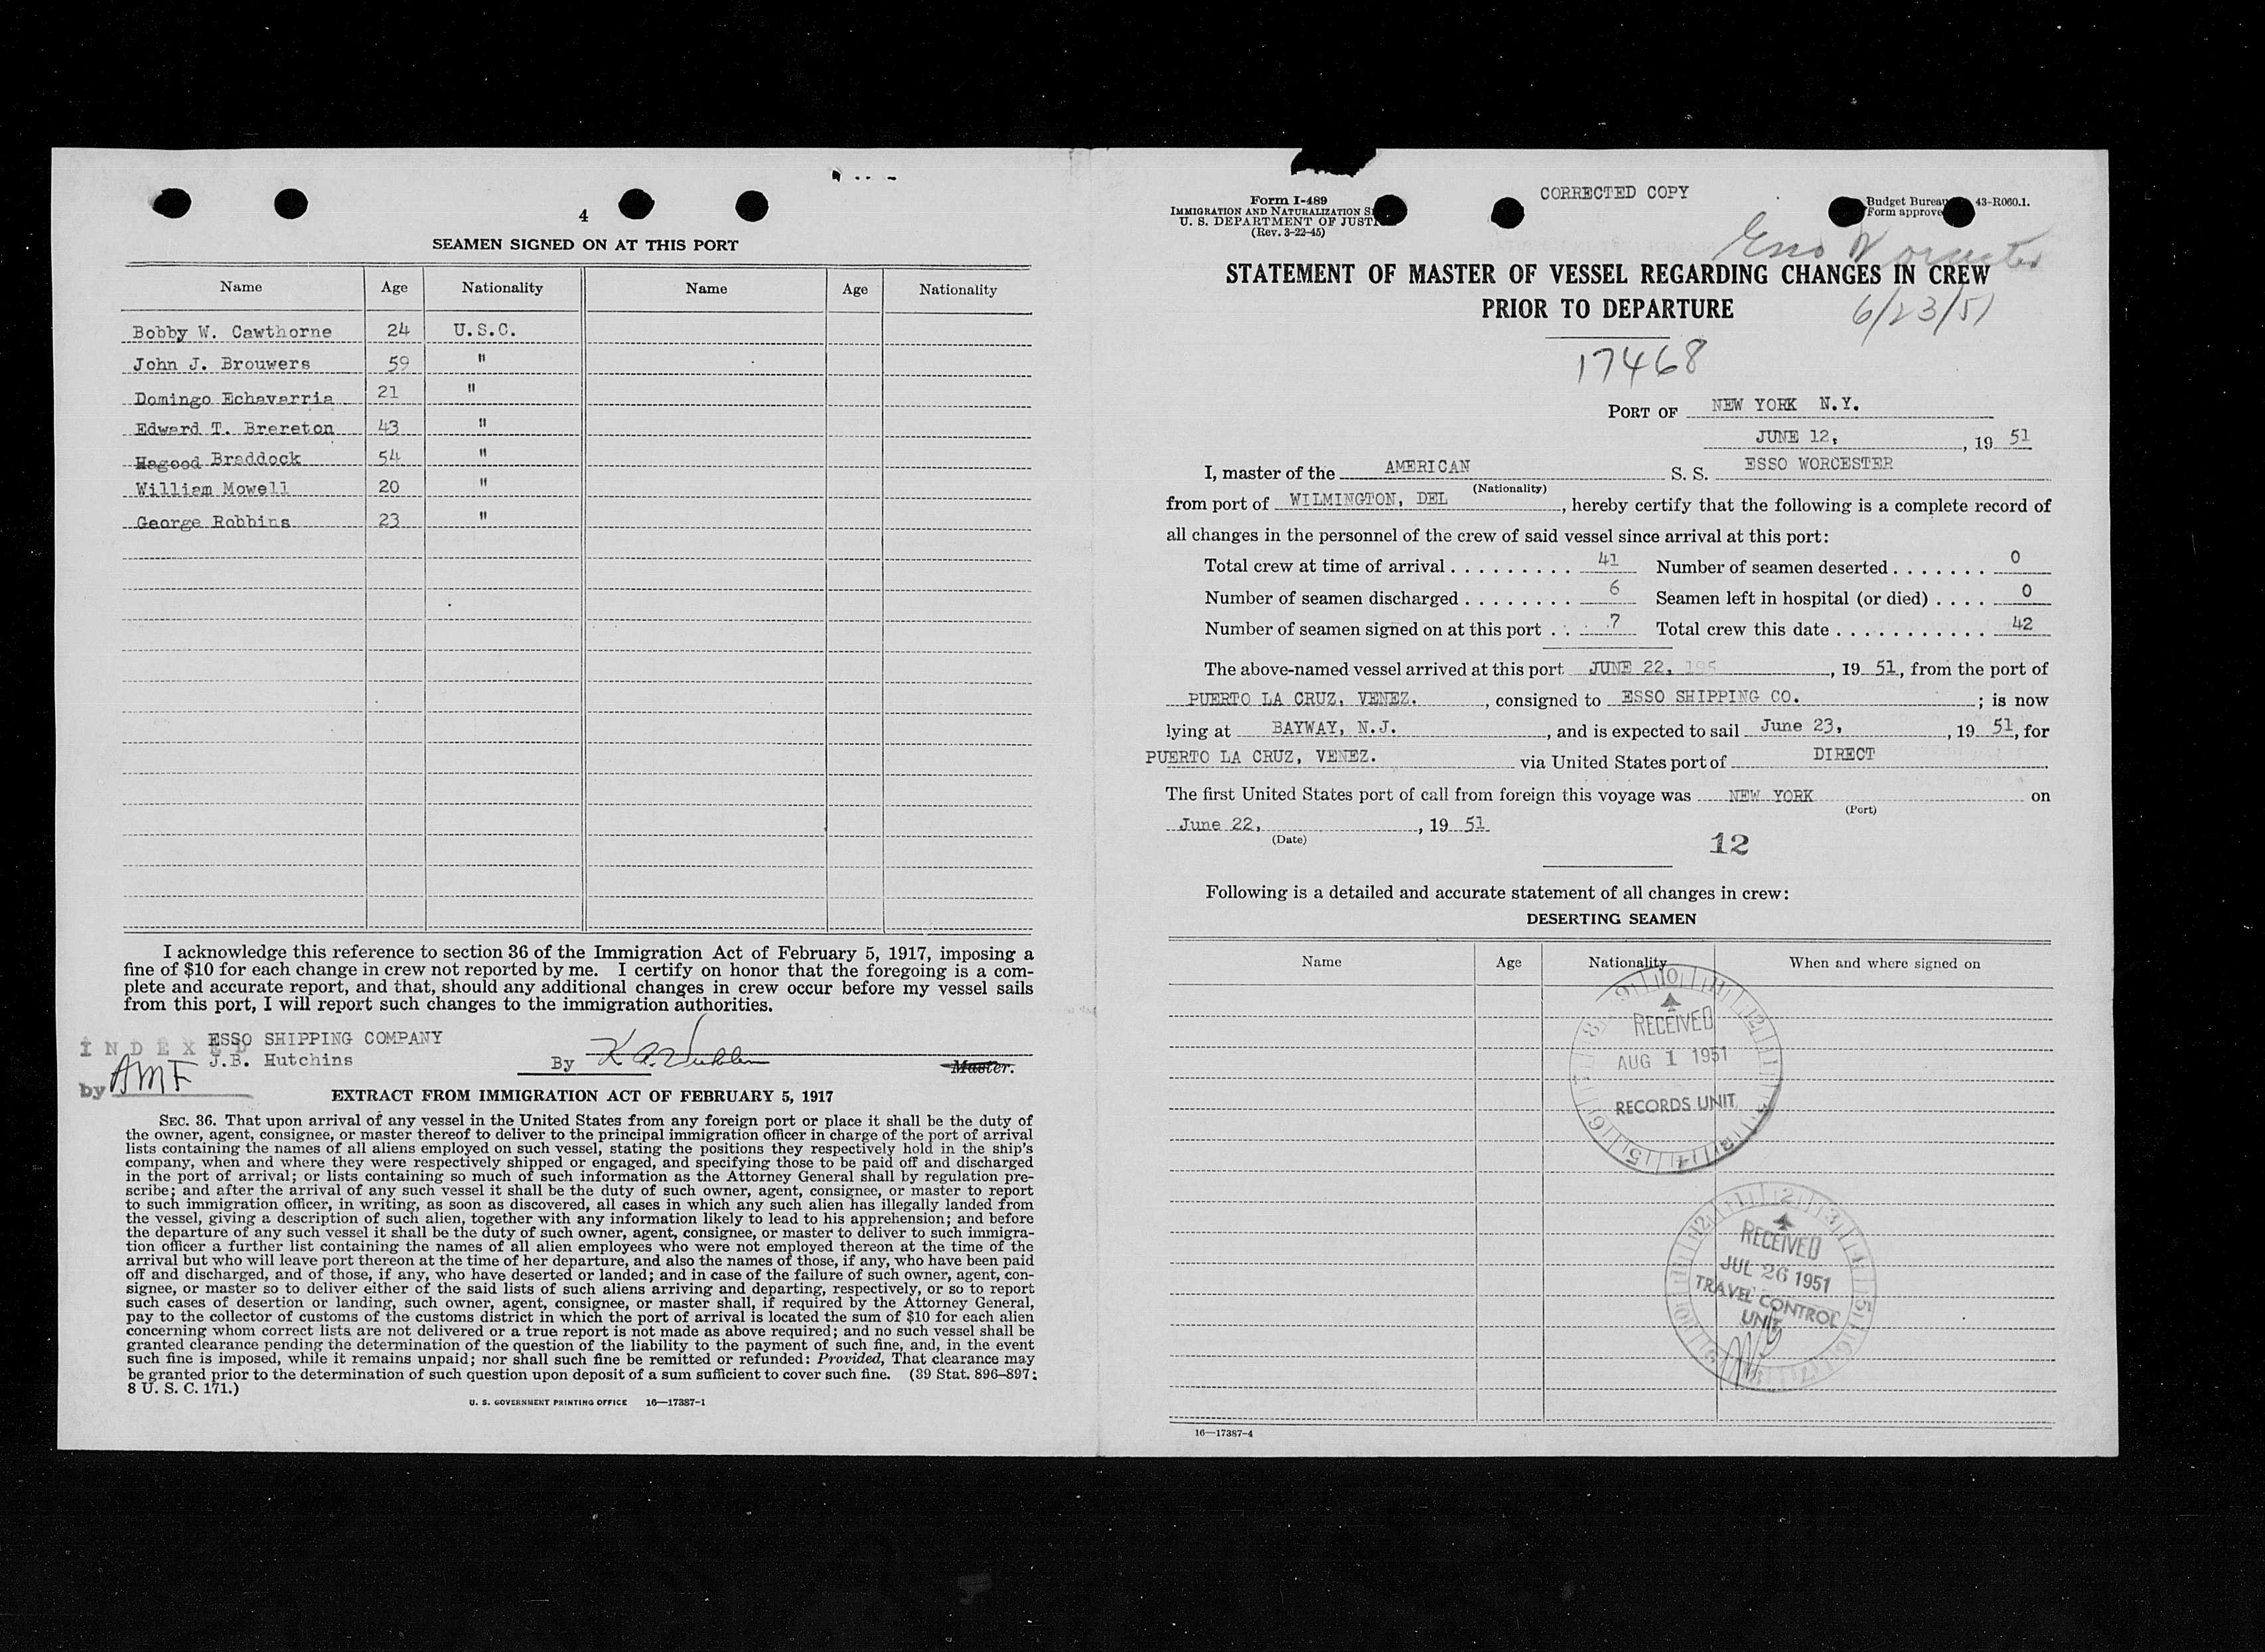 4
SEAMEN SIGNED ON AT THIS PORT
Name Age Nationality Name Age Nationality
Bobby W. Cawthorne 24 U.S.C.
John J. Brouwers 59 "
Domingo Echavarria 21 "
Edward T. Brereton 43 "
Hagood Braddock 54 "
William Mowell 20 "
George Robbins 23 "
I acknowledge this reference to section 36 of the Immigration Act of February 5, 1917, imposing a
fine of $10 for each change in crew not reported by me. I certify on honor that the foregoing is a com-
plete and accurate report, and that, should any additional changes in crew occur before my vessel sails
from this port, I will report such changes to the immigration authorities.
INDEXED
ESSO SHIPPING COMPANY
J.B. Hutchins
by AMF
By
Master.
EXTRACT FROM IMMIGRATION ACT OF FEBRUARY 5, 1917
SEC. 36. That upon arrival of any vessel in the United States from any foreign port or place it shall be the duty of
the owner, agent, consignee, or master thereof to deliver to the principal immigration officer in charge of the port of arrival
lists containing the names of all aliens employed on such vessel, stating the positions they respectively hold in the ship's
company, when and where they were respectively shipped or engaged, and specifying those to be paid off and discharged
in the port of arrival; or lists containing so much of such information as the Attorney General shall by regulation pre-
scribe; and after the arrival of any such vessel it shall be the duty of such owner, agent, consignee, or master to report
to such immigration officer, in writing, as soon as discovered, all cases in which any such alien has illegally landed from
the vessel, giving a description of such alien, together with any information likely to lead to his apprehension; and before
the departure of any such vessel it shall be the duty of such owner, agent, consignee, or master to deliver to such immigra-
tion officer a further list containing the names of all alien employees who were not employed thereon at the time of the
arrival but who will leave port thereon at the time of her departure, and also the names of those, if any, who have been paid
off and discharged, and of those, if any, who have deserted or landed; and in case of the failure of such owner, agent, con-
signee, or master so to deliver either of the said lists of such aliens arriving and departing, respectively, or so to report
such cases of desertion or landing, such owner, agent, consignee, or master shall, if required by the Attorney General,
pay to the collector of customs of the customs district in which the port of arrival is located the sum of $10 for each alien
concerning whom correct lists are not delivered or a true report is not made as above required; and no such vessel shall be
granted clearance pending the determination of the question of the liability to the payment of such fine, and, in the event
such fine is imposed, while it remains unpaid; nor shall such fine be remitted or refunded: Provided, That clearance may
be granted prior to the determination of such question upon deposit of a sum sufficient to cover such fine. (39 Stat. 896–897;
8 U. S. C. 171.)
U. S. GOVERNMENT PRINTING OFFICE 16—17387-1
Form I-489
IMMIGRATION AND NATURALIZATION
U. S. DEPARTMENT OF
(Rev. 3-22-45)
CORRECTED COPY
Budget Bureau 43-R060.1.
Form
Esso Worcester
STATEMENT OF MASTER OF VESSEL REGARDING CHANGES IN CREW
PRIOR TO DEPARTURE
6/23/51
17468
PORT OF NEW YORK N.Y.
JUNE 12, , 19 51
I, master of the AMERICAN S. S. ESSO WORCESTER
(Nationality)
from port of WILMINGTON, DEL , hereby certify that the following is a complete record of
all changes in the personnel of the crew of said vessel since arrival at this port:
Total crew at time of arrival . . . . . . . . . 41 Number of seamen deserted . . . . . . . 0
Number of seamen discharged . . . . . . . . 6 Seamen left in hospital (or died) . . . . 0
Number of seamen signed on at this port . . 7 Total crew this date . . . . . . . . . . . 42
The above-named vessel arrived at this port JUNE 22, 195 , 19 51, from the port of
PUERTO LA CRUZ, VENEZ. , consigned to ESSO SHIPPING CO. ; is now
lying at BAYWAY, N.J. , and is expected to sail June 23, , 19 51, for
PUERTO LA CRUZ, VENEZ. via United States port of DIRECT
The first United States port of call from foreign this voyage was NEW YORK on
(Port)
June 22, , 19 51
(Date)
12
Following is a detailed and accurate statement of all changes in crew:
DESERTING SEAMEN
Name Age Nationality When and where signed on
RECEIVED
AUG 1 1951
RECORDS UNIT
RECEIVED
JUL 26 1951
TRAVEL CONTROL
UNIT
16—17387-4